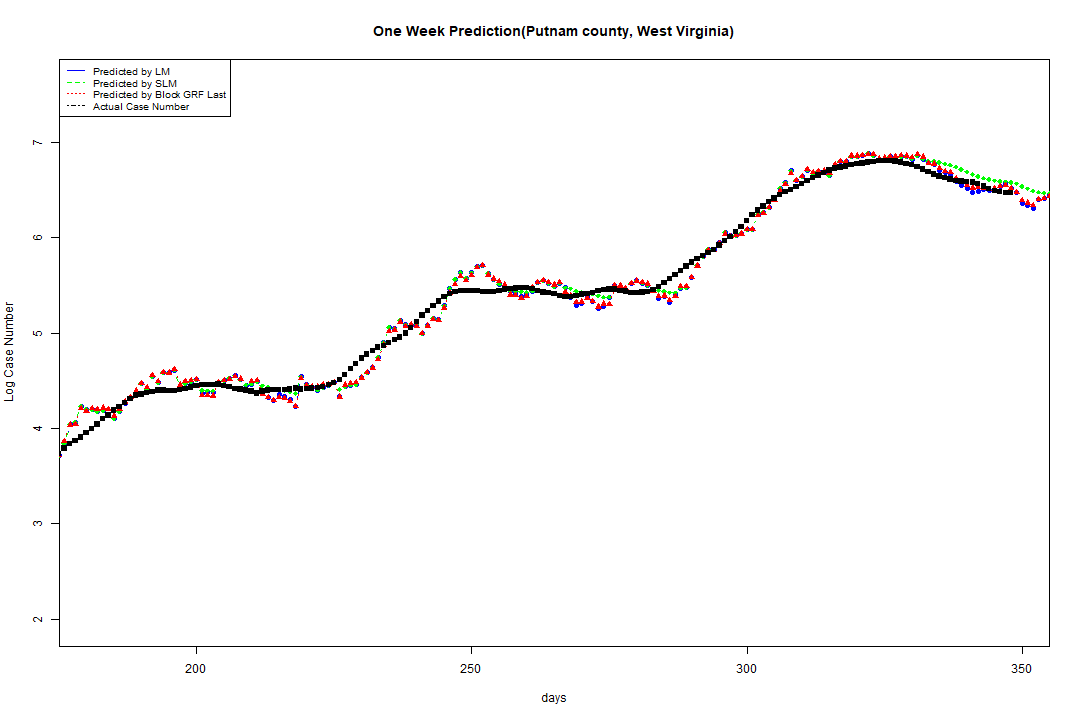 One Week Prediction(Putnam county, West Virginia)
Predicted by LM
Predicted by SLM
Predicted by Block GRF Last
Actual Case Number
7
6
5
4
3
2
Log Case Number
200 250 300 350
days